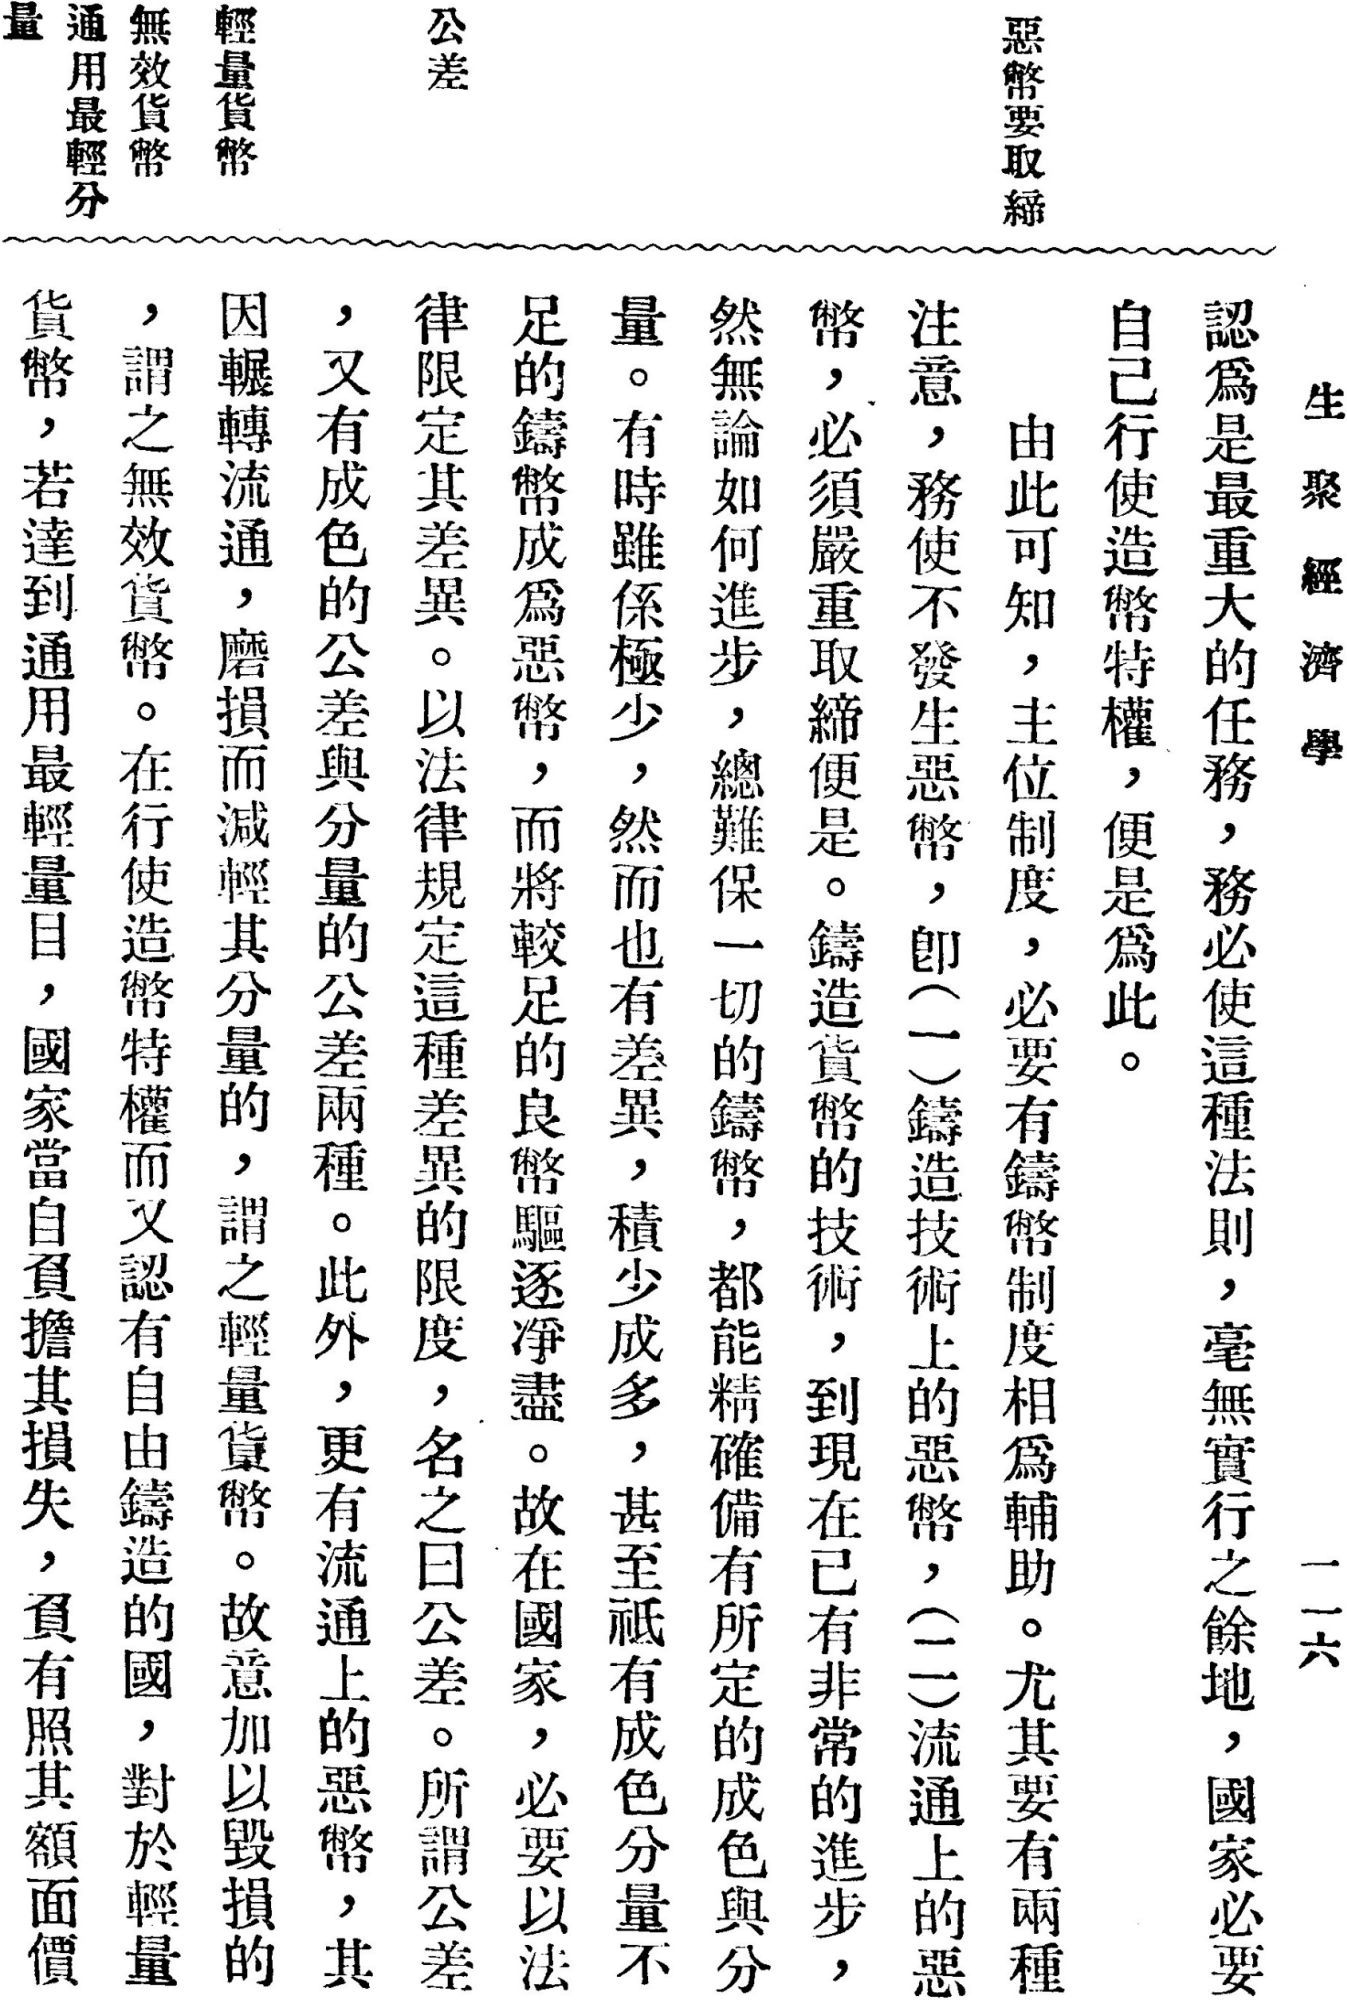 生聚經濟學
一一六
惡幣要取締
公差
輕量貨幣
無效貨幣
通用最輕分
量
認爲是最重大的任務，務必使這種法則，毫無實行之餘地，國家必要
自己行使造幣特權，便是爲此。
由此可知，主位制度，必要有鑄幣制度相爲輔助。尤其要有兩種
注意，務使不發生惡幣，卽（一）鑄造技術上的惡幣，（二）流通上的惡
幣，必須嚴重取締便是。鑄造貨幣的技術，到現在已有非常的進步，
然無論如何進步，總難保一切的鑄幣，都能精確備有所定的成色與分
量。有時雖係極少，然而也有差異，積少成多，甚至祇有成色分量不
足的鑄幣成爲惡幣，而將較足的良幣驅逐凈盡。故在國家，必要以法
律限定其差異。以法律規定這種差異的限度，名之曰公差。所謂公差
，又有成色的公差與分量的公差兩種。此外，更有流通上的惡幣，其
因輾轉流通，磨損而減輕其分量的，謂之輕量貨幣。故意加以毀損的
，謂之無效貨幣。在行使造幣特權而又認有自由鑄造的國，對於輕量
貨幣，若達到通用最輕量目，國家當自負擔其損失，負有照其額面價